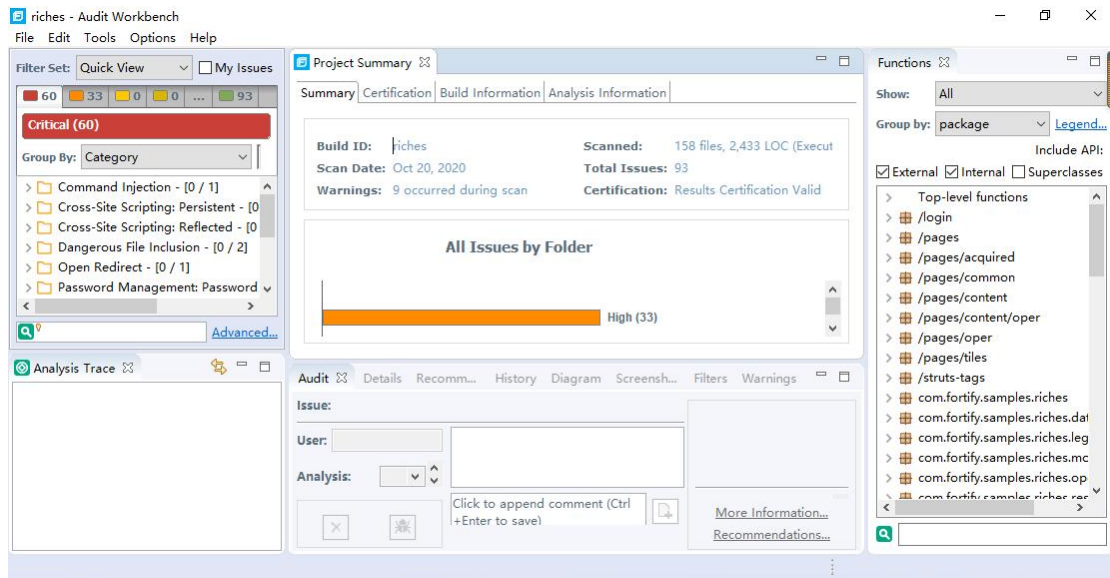 riches - Audit Workbench
File Edit Tools Options Help
Filter Set: Quick View My Issues
60 33 0 0 ... 93
Critical (60)
Group By: Category
Command Injection - [0 / 1]
Cross-Site Scripting: Persistent - [0
Cross-Site Scripting: Reflected - [0
Dangerous File Inclusion - [0 / 2]
Open Redirect - [0 / 1]
Password Management: Password
Advanced...
Analysis Trace
Project Summary
Summary Certification Build Information Analysis Information
Build ID: riches Scanned: 158 files, 2,433 LOC (Execut
Scan Date: Oct 20, 2020 Total Issues: 93
Warnings: 9 occurred during scan Certification: Results Certification Valid
All Issues by Folder
High (33)
Audit Details Recomm... History Diagram Screensh... Filters Warnings
Issue:
User:
Analysis:
Click to append comment (Ctrl
+Enter to save)
More Information...
Recommendations...
Functions
Show: All
Group by: package Legend...
Include API:
External Internal Superclasses
Top-level functions
/login
/pages
/pages/acquired
/pages/common
/pages/content
/pages/content/oper
/pages/oper
/pages/tiles
/struts-tags
com.fortify.samples.riches
com.fortify.samples.riches.dat
com.fortify.samples.riches.leg
com.fortify.samples.riches.mc
com.fortify.samples.riches.op
com.fortify.samples.riches.res